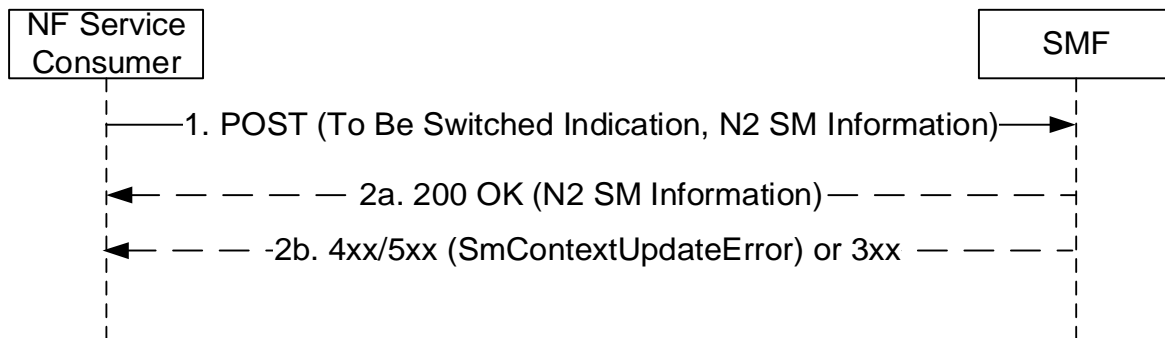 NF Service
Consumer
SMF
1. POST (To Be Switched Indication, N2 SM Information)
2a. 200 OK (N2 SM Information)
2b. 4xx/5xx (SmContextUpdateError) or 3xx